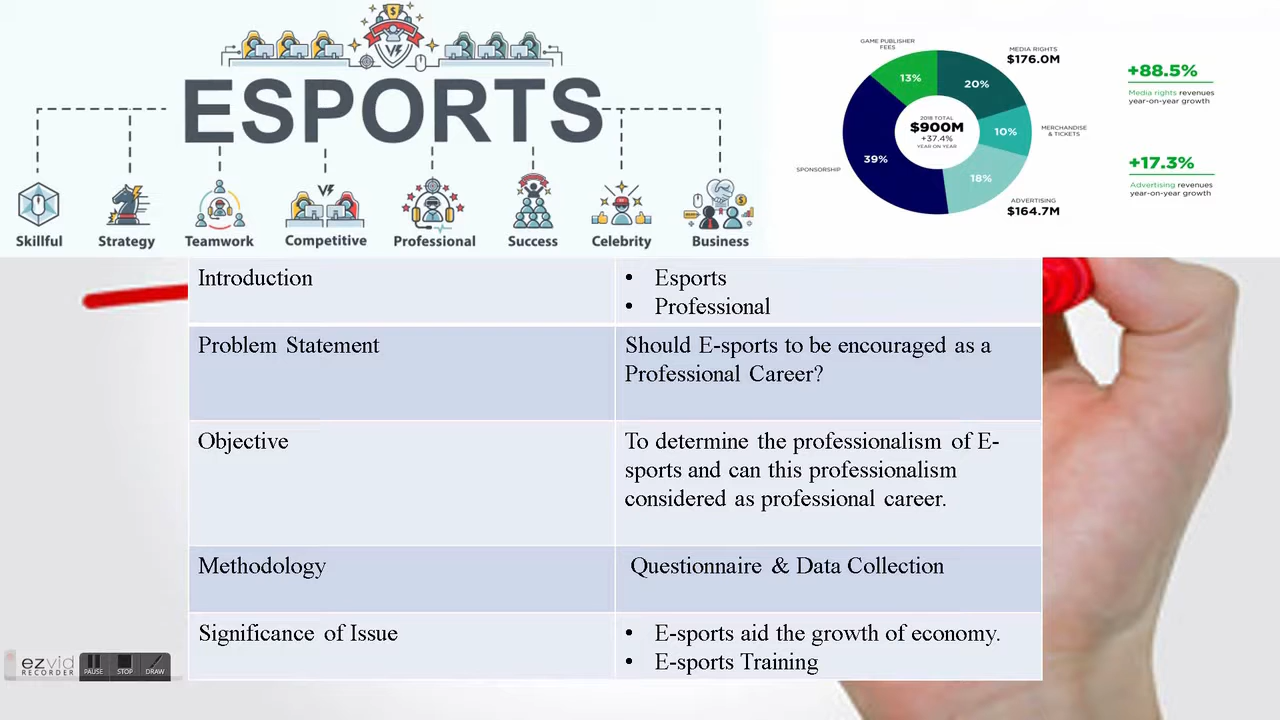 ESPORTS
Skillful
Strategy
Teamwork
Competitive
Professional
Success
Celebrity
Business
GAME PUBLISHER
FEES
13%
MEDIA RIGHTS
$176.0M
20%
2018 TOTAL
$900M
+37.4%
YEAR ON YEAR
10%
MERCHANDISE
& TICKETS
39%
SPONSORSHIP
18%
ADVERTISING
$164.7M
+88.5%
Media rights revenues
year-on-year growth
+17.3%
Advertising revenues
year-on-year growth
Introduction
• Esports
• Professional
Problem Statement
Should E-sports to be encouraged as a
Professional Career?
Objective
To determine the professionalism of E-
sports and can this professionalism
considered as professional career.
Methodology
Questionnaire & Data Collection
Significance of Issue
• E-sports aid the growth of economy.
• E-sports Training
ezvid
RECORDER
PAUSE
STOP
DRAW